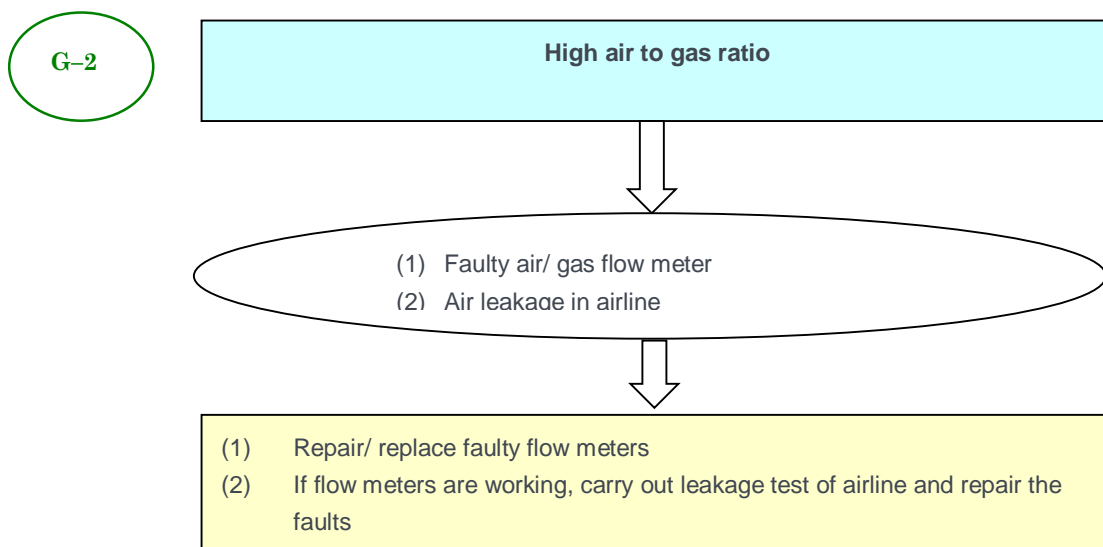 G–2
High air to gas ratio
(1) Faulty air/ gas flow meter
(2) Air leakage in airline
(1) Repair/ replace faulty flow meters
(2) If flow meters are working, carry out leakage test of airline and repair the
faults